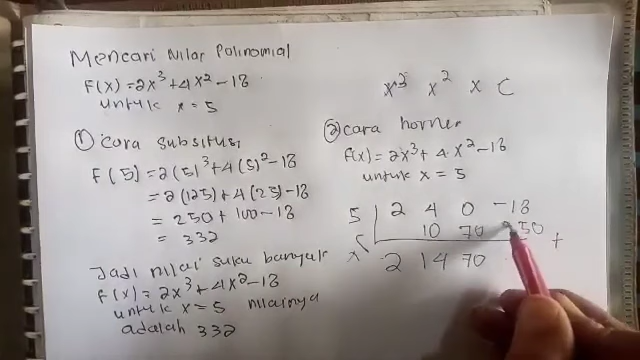 Mencari Nilai Polinomial
F(x) = 2x³ + 4x² - 18
untuk x = 5
① Cara Subsitusi
F(5) = 2(5)³ + 4(5)² - 18
= 2(125) + 4(25) - 18
= 250 + 100 - 18
= 332
Jadi nilai suku banyak
F(x) = 2x³ + 4x² - 18
untuk x = 5 nilainya
adalah 332
x³ x² x C
② Cara horner
f(x) = 2x³ + 4x² - 18
untuk x = 5
5 | 2 4 0 -18
10 70 350 +
x 2 14 70